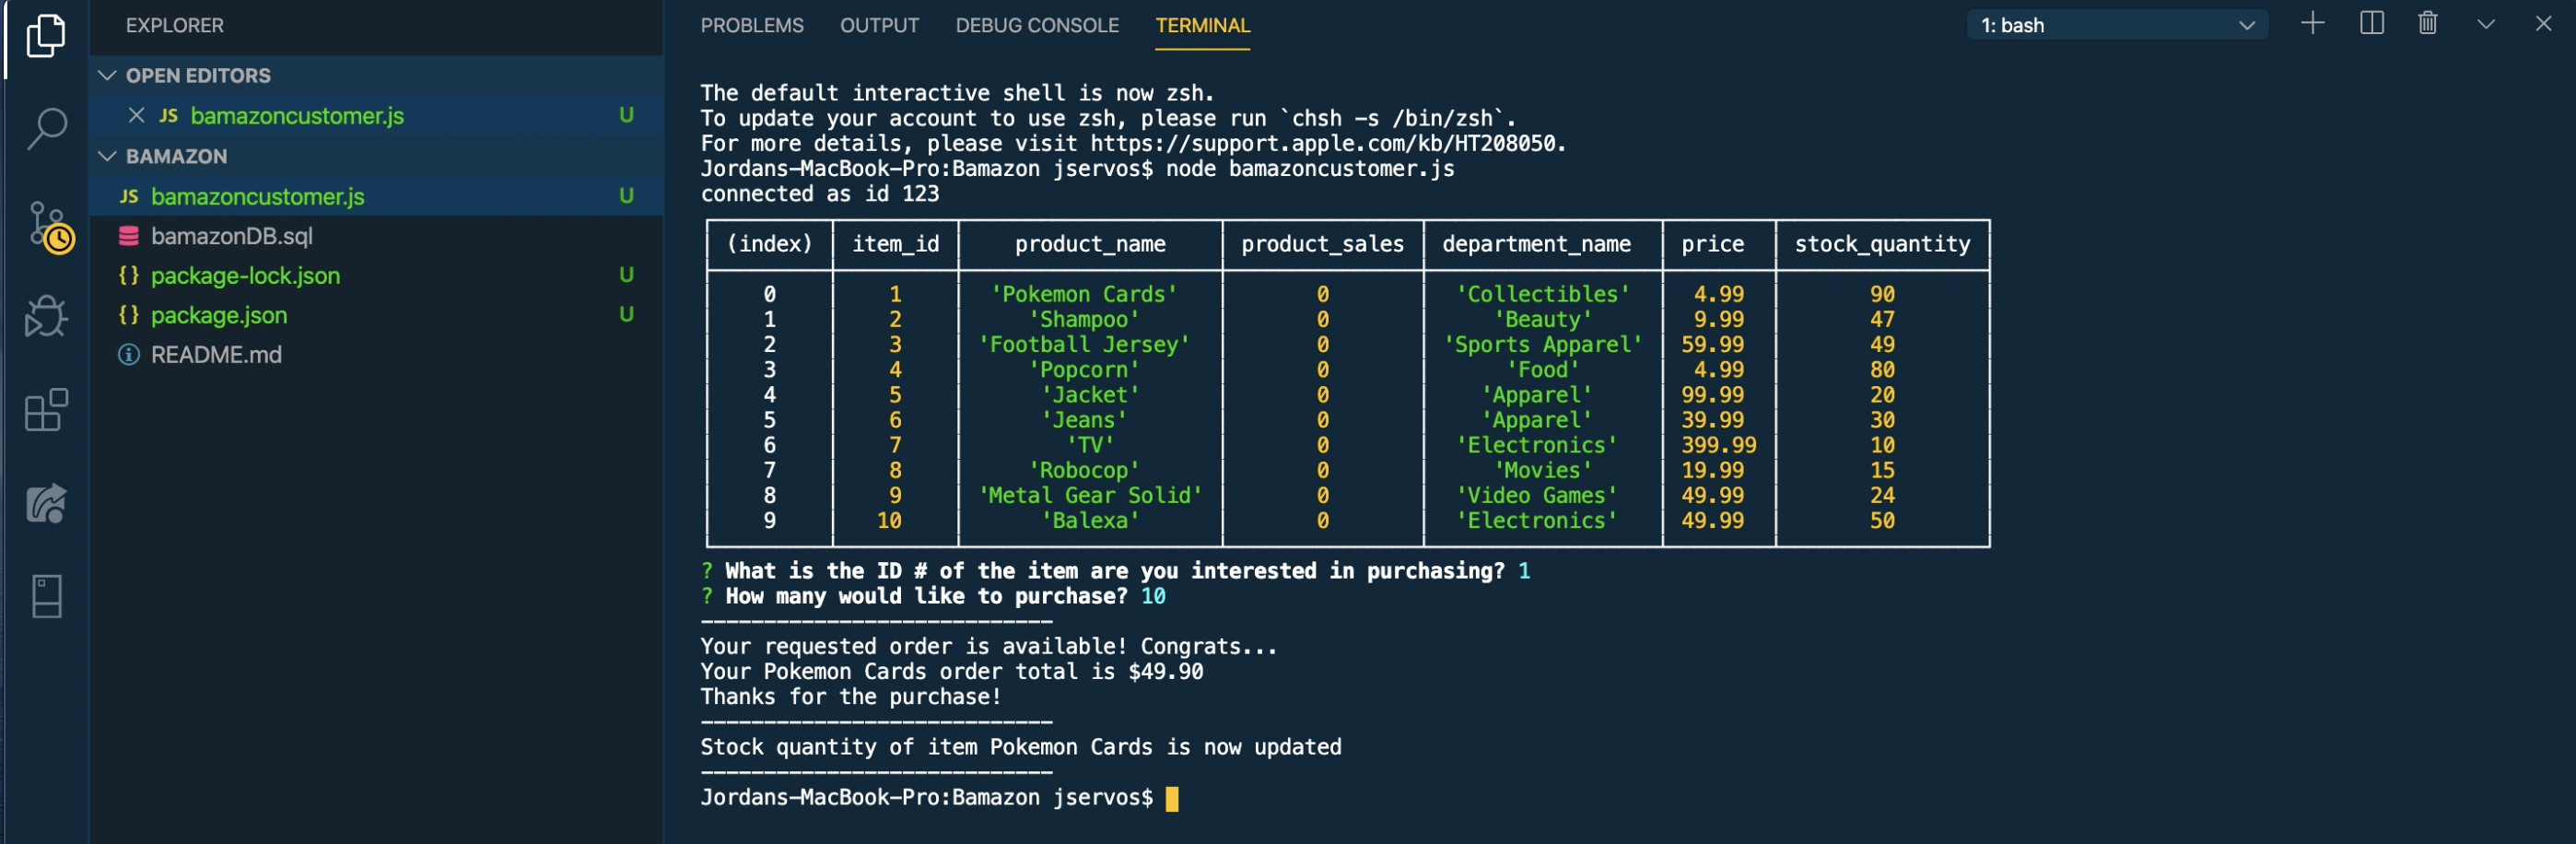 EXPLORER
OPEN EDITORS
JS bamazoncustomer.js U
BAMAZON
JS bamazoncustomer.js U
bamazonDB.sql
{} package-lock.json U
{} package.json U
README.md
PROBLEMS OUTPUT DEBUG CONSOLE TERMINAL 1: bash
The default interactive shell is now zsh.
To update your account to use zsh, please run `chsh -s /bin/zsh`.
For more details, please visit https://support.apple.com/kb/HT208050.
Jordans-MacBook-Pro:Bamazon jservos$ node bamazoncustomer.js
connected as id 123
(index) item_id product_name product_sales department_name price stock_quantity
0 1 'Pokemon Cards' 0 'Collectibles' 4.99 90
1 2 'Shampoo' 0 'Beauty' 9.99 47
2 3 'Football Jersey' 0 'Sports Apparel' 59.99 49
3 4 'Popcorn' 0 'Food' 4.99 80
4 5 'Jacket' 0 'Apparel' 99.99 20
5 6 'Jeans' 0 'Apparel' 39.99 30
6 7 'TV' 0 'Electronics' 399.99 10
7 8 'Robocop' 0 'Movies' 19.99 15
8 9 'Metal Gear Solid' 0 'Video Games' 49.99 24
9 10 'Balexa' 0 'Electronics' 49.99 50
? What is the ID # of the item are you interested in purchasing? 1
? How many would like to purchase? 10
----------------------------
Your requested order is available! Congrats...
Your Pokemon Cards order total is $49.90
Thanks for the purchase!
----------------------------
Stock quantity of item Pokemon Cards is now updated
----------------------------
Jordans-MacBook-Pro:Bamazon jservos$